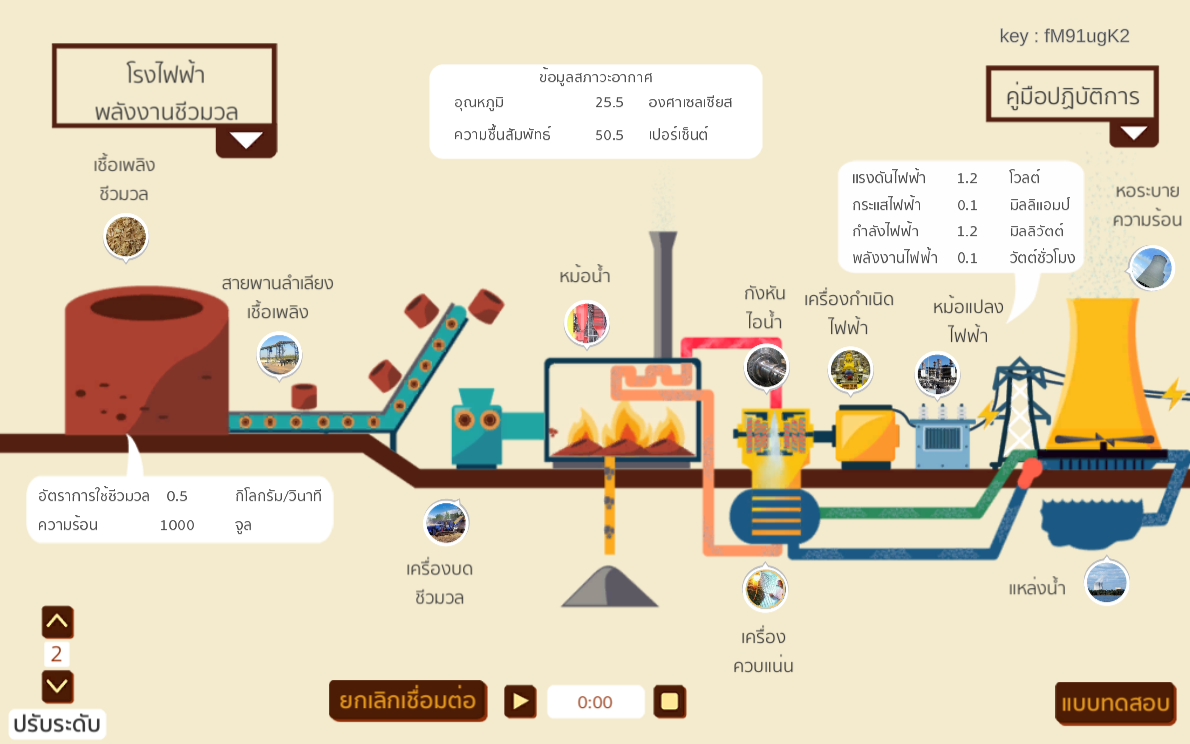 key : fM91ugK2
โรงไฟฟ้า
พลังงานชีวมวล
ข้อมูลสภาวะอากาศ
อุณหภูมิ 25.5 องศาเซลเซียส
ความชื้นสัมพัทธ์ 50.5 เปอร์เซ็นต์
คู่มือปฏิบัติการ
เชื้อเพลิง
ชีวมวล
แรงดันไฟฟ้า 1.2 โวลต์
กระแสไฟฟ้า 0.1 มิลลิแอมป์
กำลังไฟฟ้า 1.2 มิลลิวัตต์
พลังงานไฟฟ้า 0.1 วัตต์ชั่วโมง
หอระบาย
ความร้อน
สายพานลำเลียง
เชื้อเพลิง
หม้อน้ำ
กังหัน
ไอน้ำ
เครื่องกำเนิด
ไฟฟ้า
หม้อแปลง
ไฟฟ้า
อัตราการใช้ชีวมวล 0.5 กิโลกรัม/วินาที
ความร้อน 1000 จูล
เครื่องบด
ชีวมวล
แหล่งน้ำ
เครื่อง
ควบแน่น
2
ปรับระดับ
ยกเลิกเชื่อมต่อ
0:00
แบบทดสอบ